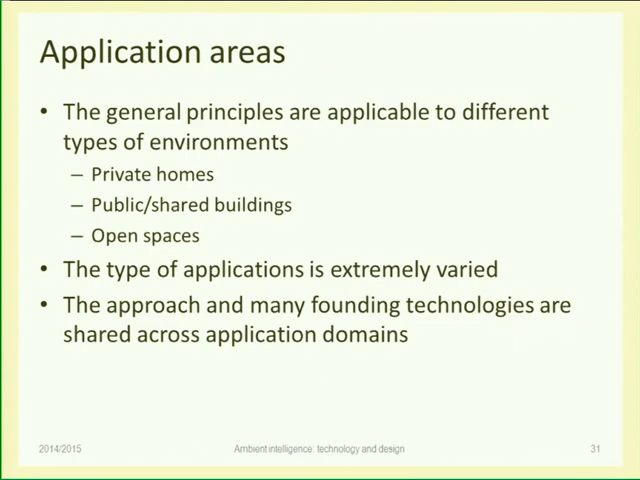 Application areas
• The general principles are applicable to different
types of environments
– Private homes
– Public/shared buildings
– Open spaces
• The type of applications is extremely varied
• The approach and many founding technologies are
shared across application domains
2014/2015 Ambient intelligence: technology and design 31